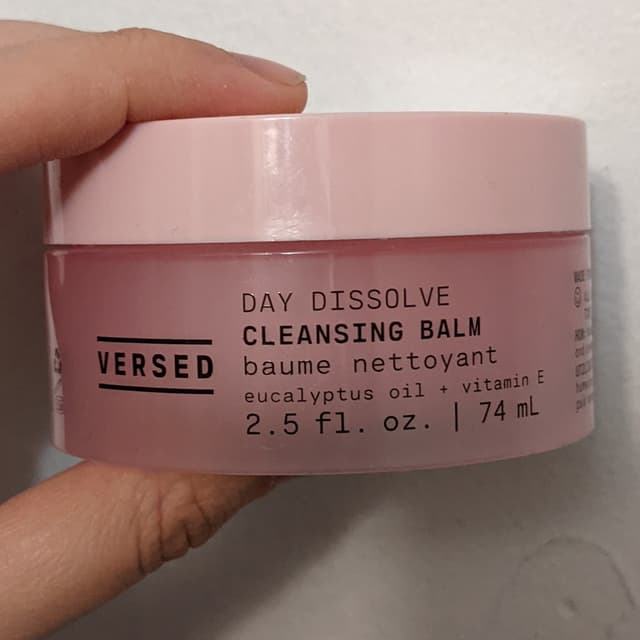 VERSED
DAY DISSOLVE
CLEANSING BALM
baume nettoyant
eucalyptus oil + vitamin E
2.5 fl. oz. | 74 mL